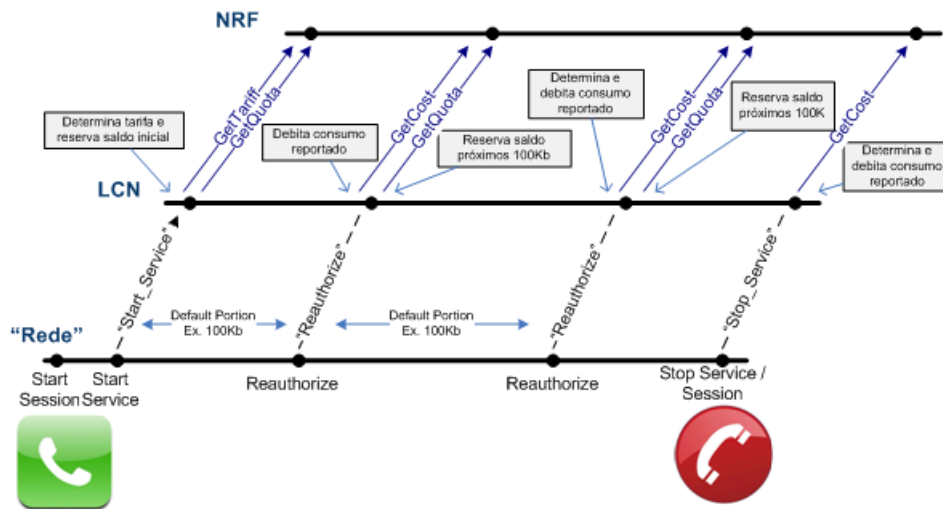 NRF
GetTariff
GetQuota
GetCost
GetQuota
GetCost
GetQuota
GetCost
Determina tarifa e
reserva saldo inicial
Debita consumo
reportado
Reserva saldo
próximos 100Kb
Determina e
debita consumo
reportado
Reserva saldo
próximos 100K
Determina e
debita consumo
reportado
LCN
"Start_Service"
"Reauthorize"
"Reauthorize"
"Stop_Service"
Default Portion
Ex. 100Kb
Default Portion
Ex. 100Kb
"Rede"
Start
Session
Start
Service
Reauthorize
Reauthorize
Stop Service /
Session